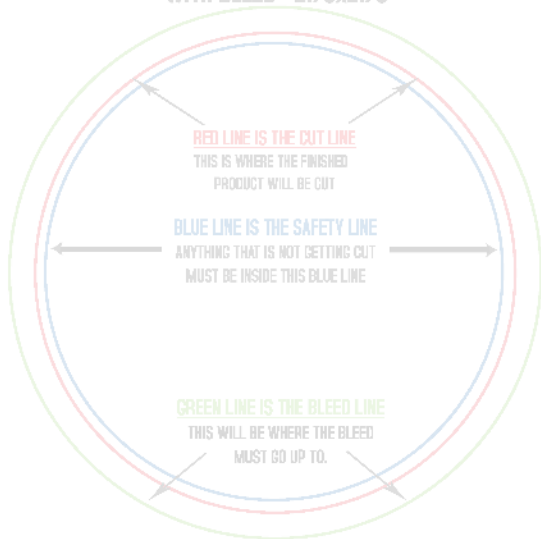 RED LINE IS THE CUT LINE
THIS IS WHERE THE FINISHED
PRODUCT WILL BE CUT
BLUE LINE IS THE SAFETY LINE
ANYTHING THAT IS NOT GETTING CUT
MUST BE INSIDE THIS BLUE LINE
GREEN LINE IS THE BLEED LINE
THIS WILL BE WHERE THE BLEED
MUST GO UP TO.